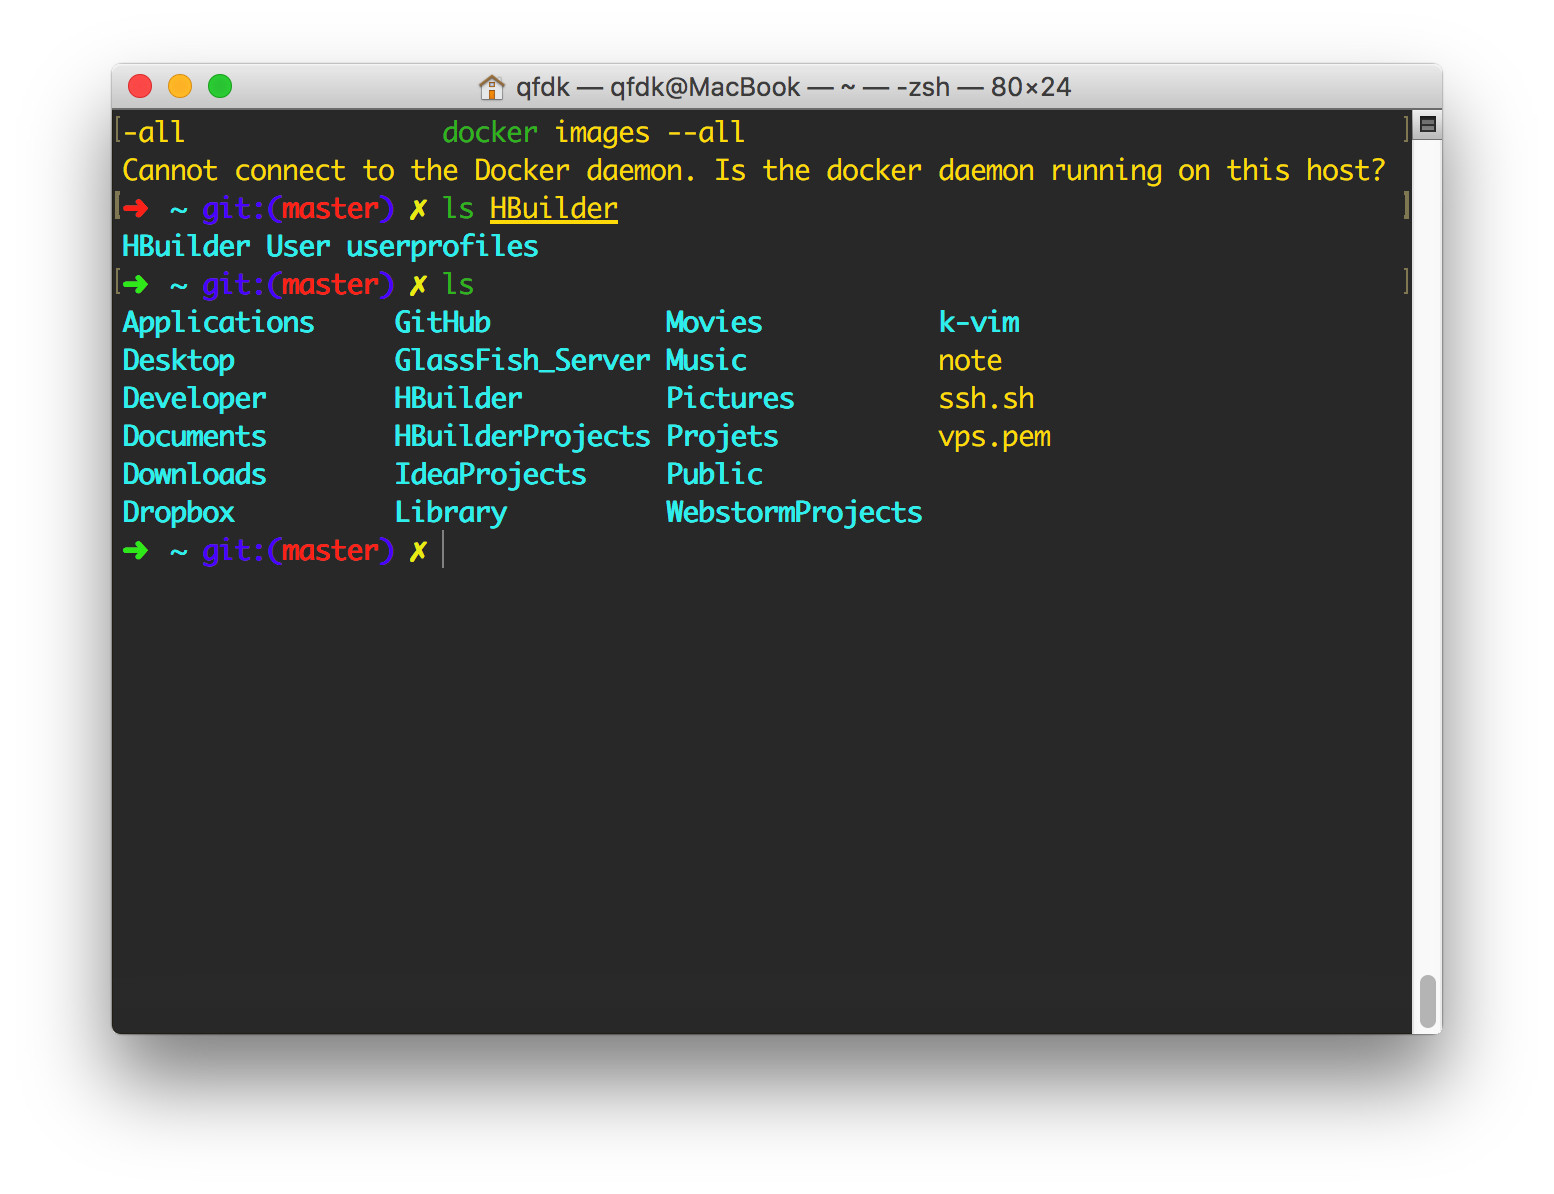 qfdk — qfdk@MacBook — ~ — -zsh — 80×24
[-all docker images --all ]
Cannot connect to the Docker daemon. Is the docker daemon running on this host?
[➜ ~ git:(master) ✗ ls HBuilder ]
HBuilder User userprofiles
[➜ ~ git:(master) ✗ ls ]
Applications GitHub Movies k-vim
Desktop GlassFish_Server Music note
Developer HBuilder Pictures ssh.sh
Documents HBuilderProjects Projets vps.pem
Downloads IdeaProjects Public
Dropbox Library WebstormProjects
➜ ~ git:(master) ✗